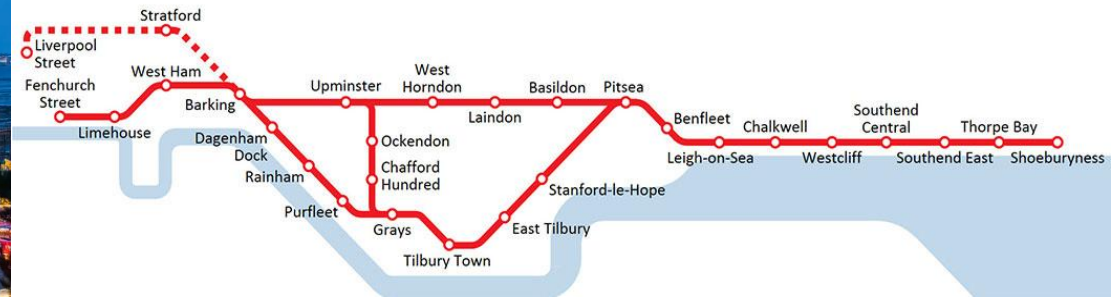 Stratford
Liverpool
Street
Fenchurch
Street
West Ham
Limehouse
Barking
Upminster
West
Horndon
Laindon
Basildon
Pitsea
Dagenham
Dock
Rainham
Purfleet
Ockendon
Chafford
Hundred
Grays
Tilbury Town
East Tilbury
Stanford-le-Hope
Benfleet
Leigh-on-Sea
Chalkwell
Westcliff
Southend
Central
Southend East
Thorpe Bay
Shoeburyness